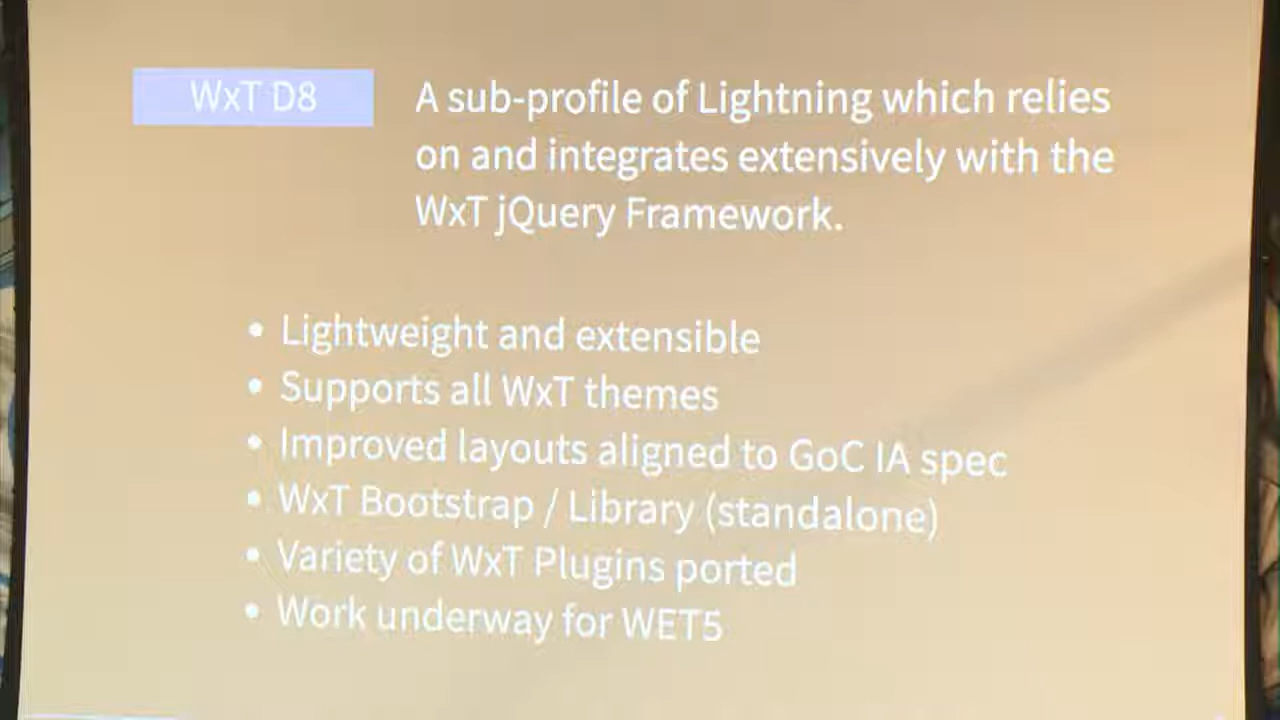 WxT D8
A sub-profile of Lightning which relies
on and integrates extensively with the
WxT jQuery Framework.
• Lightweight and extensible
• Supports all WxT themes
• Improved layouts aligned to GoC IA spec
• WxT Bootstrap / Library (standalone)
• Variety of WxT Plugins ported
• Work underway for WET5